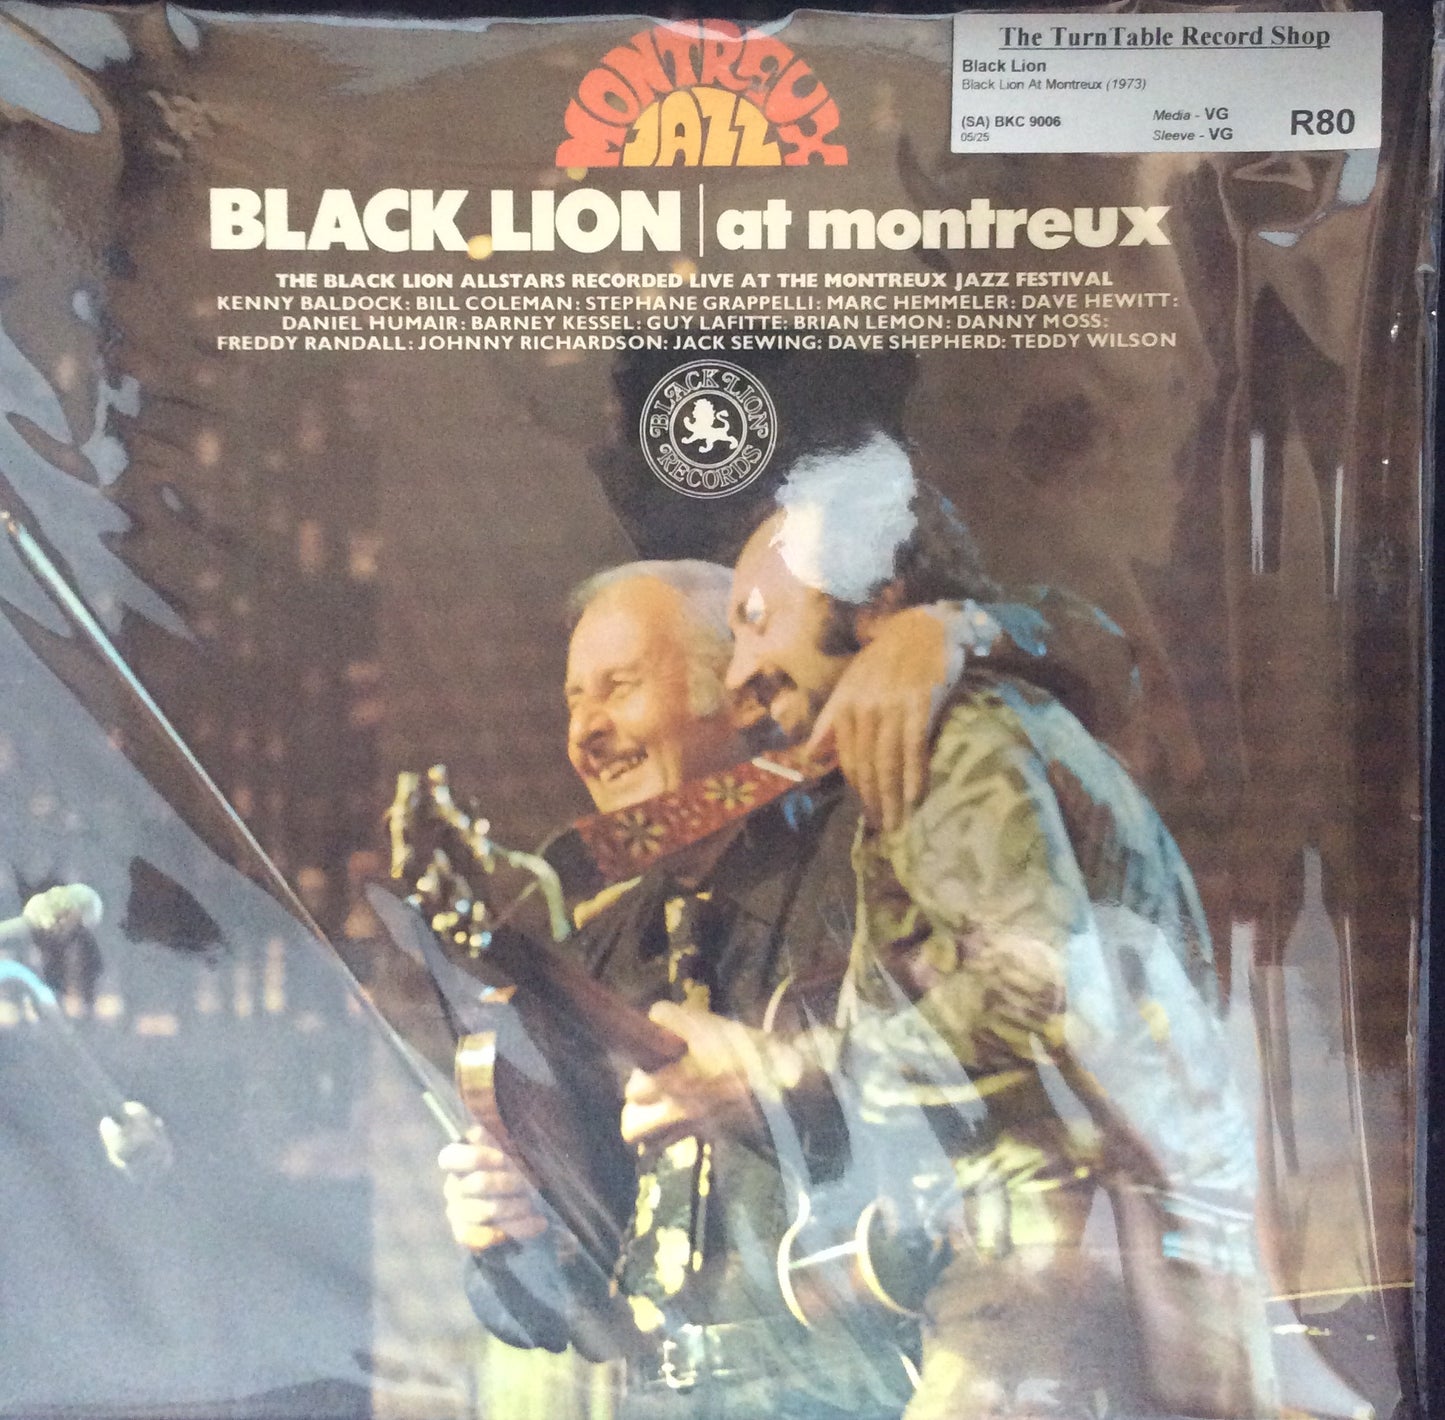 MONTREUX
JAZZ
The TurnTable Record Shop
Black Lion
Black Lion At Montreux (1973)
(SA) BKC 9006
05/25
Media - VG
Sleeve - VG
R80
BLACK LION | at montreux
THE BLACK LION ALLSTARS RECORDED LIVE AT THE MONTREUX JAZZ FESTIVAL
KENNY BALDOCK: BILL COLEMAN: STEPHANE GRAPPELLI: MARC HEMMELER: DAVE HEWITT:
DANIEL HUMAIR: BARNEY KESSEL: GUY LAFITTE: BRIAN LEMON: DANNY MOSS:
FREDDY RANDALL: JOHNNY RICHARDSON: JACK SEWING: DAVE SHEPHERD: TEDDY WILSON
BLACK LION
RECORDS